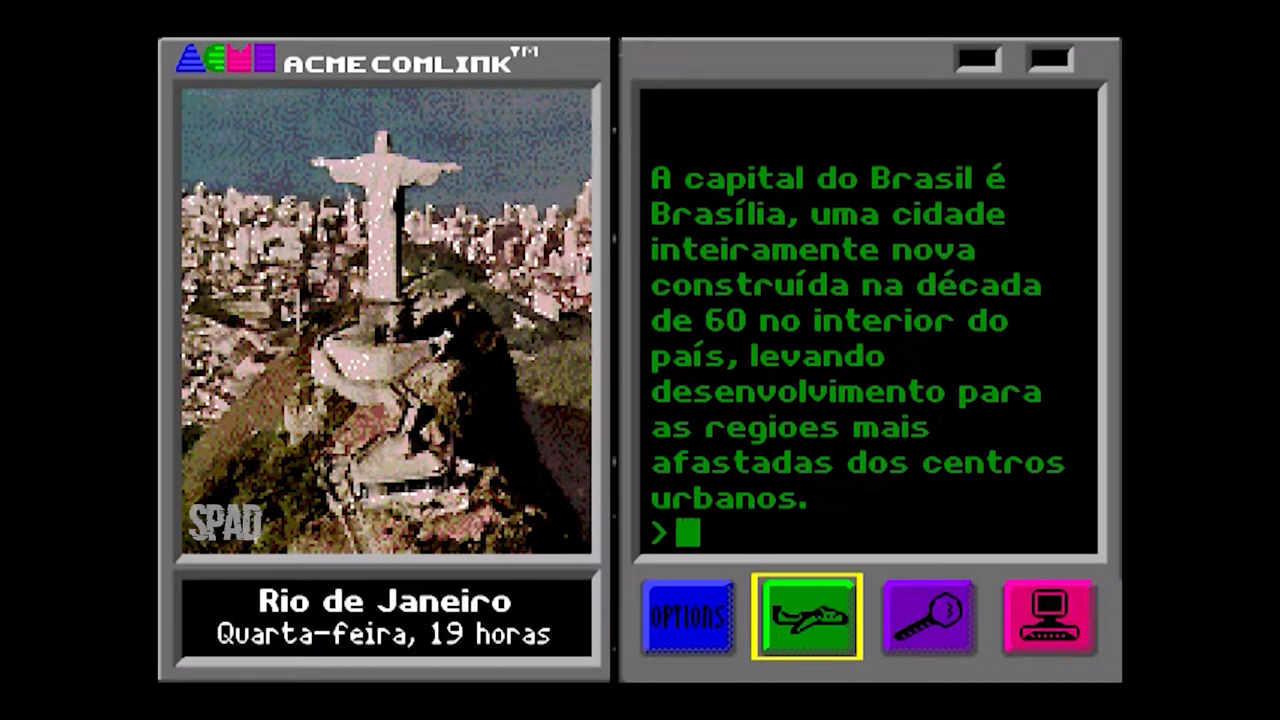 ACME ACME COMLINK™
A capital do Brasil é
Brasília, uma cidade
inteiramente nova
construída na década
de 60 no interior do
país, levando
desenvolvimento para
as regioes mais
afastadas dos centros
urbanos.
>
SPAD
Rio de Janeiro
Quarta-feira, 19 horas
OPTIONS